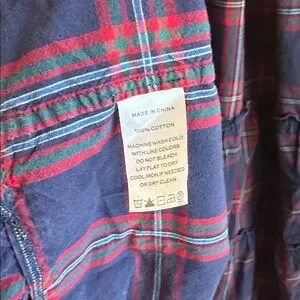 MADE IN CHINA
100% COTTON
MACHINE WASH COLD
WITH LIKE COLORS
DO NOT BLEACH
LAY FLAT TO DRY
COOL IRON IF NEEDED
OR DRY CLEAN